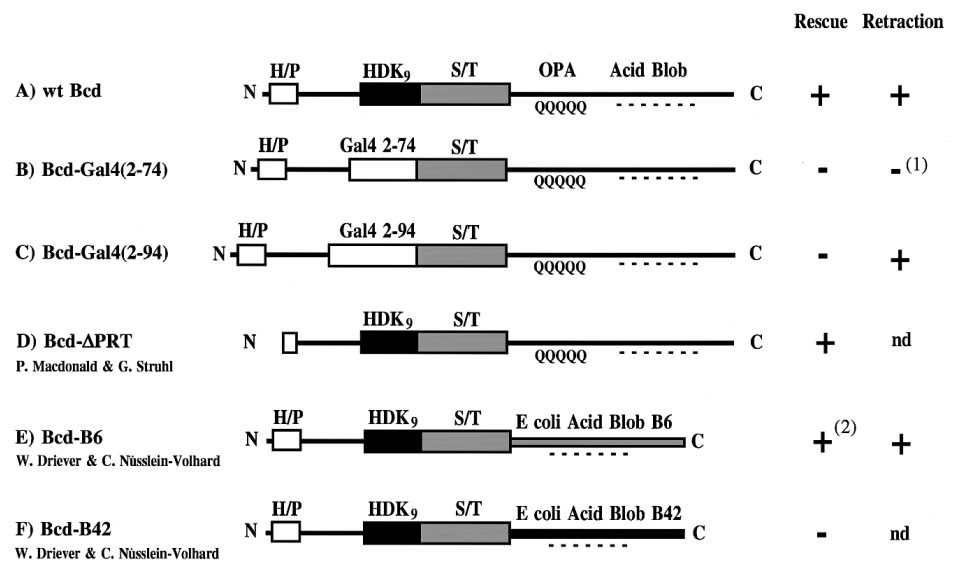 Rescue Retraction
H/P HDK9 S/T OPA Acid Blob
A) wt Bcd N C + +
QQQQQ
H/P Gal4 2-74 S/T
B) Bcd-Gal4(2-74) N C - -(1)
QQQQQ
H/P Gal4 2-94 S/T
C) Bcd-Gal4(2-94) N C - +
QQQQQ
HDK9 S/T
D) Bcd-ΔPRT N C + nd
QQQQQ
P. Macdonald & G. Struhl
H/P HDK9 S/T E coli Acid Blob B6
E) Bcd-B6 N C +(2) +
W. Driever & C. Nüsslein-Volhard
H/P HDK9 S/T E coli Acid Blob B42
F) Bcd-B42 N C - nd
W. Driever & C. Nüsslein-Volhard